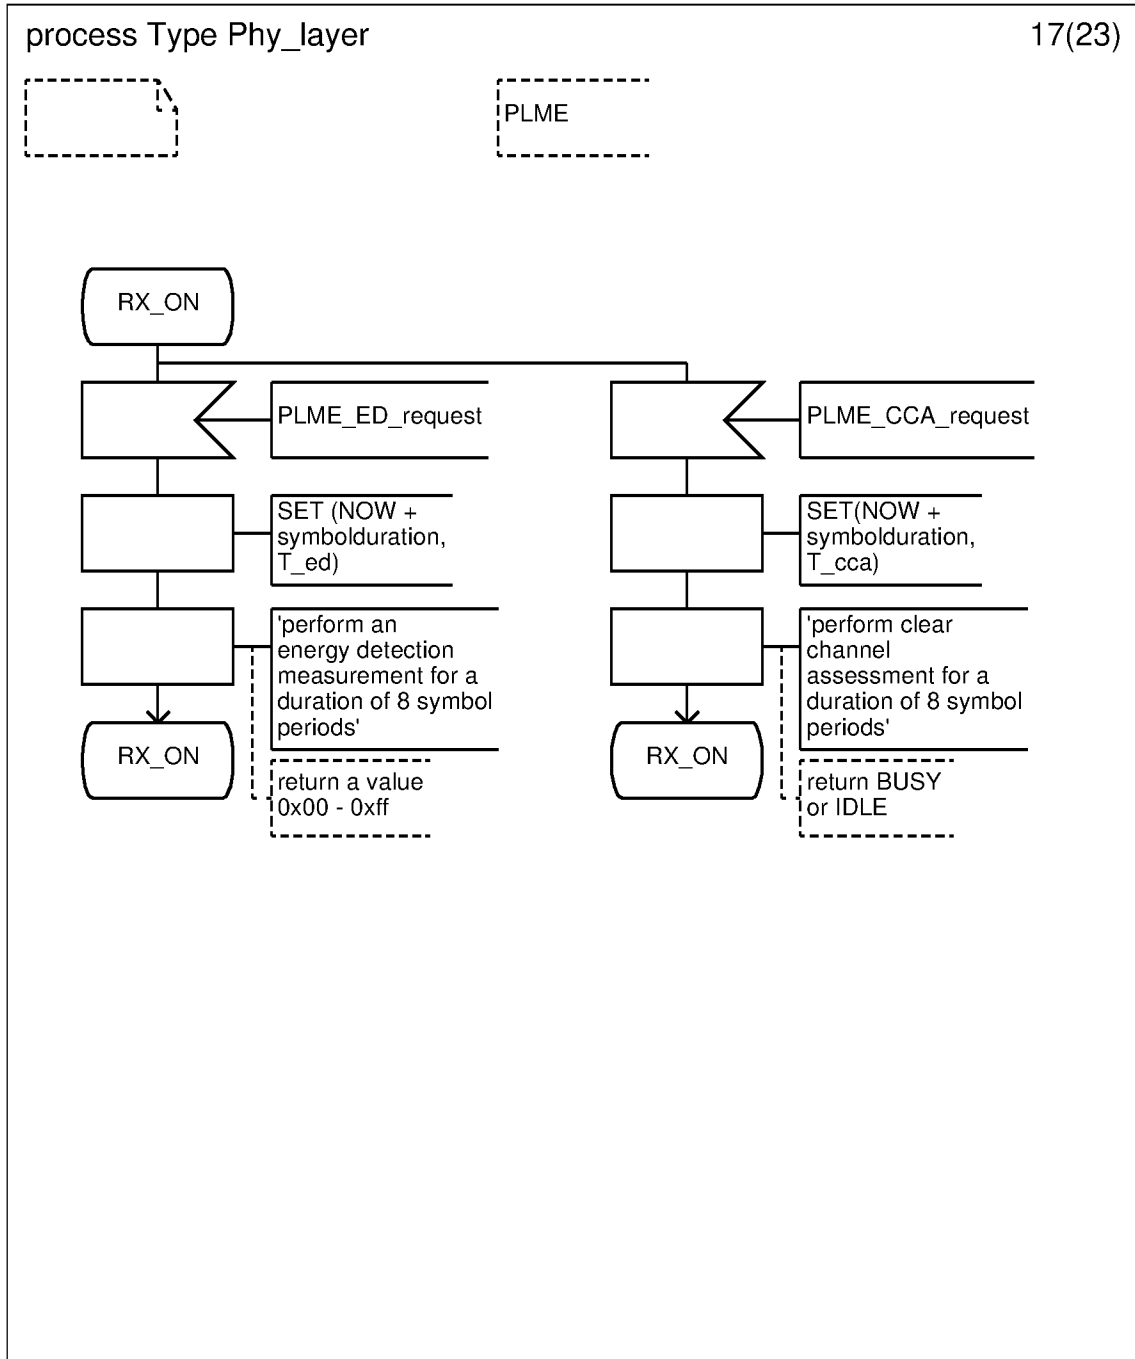 process Type Phy_layer
17(23)
PLME
RX_ON
PLME_ED_request
PLME_CCA_request
SET (NOW +
symbolduration,
T_ed)
SET(NOW +
symbolduration,
T_cca)
'perform an
energy detection
measurement for a
duration of 8 symbol
periods'
'perform clear
channel
assessment for a
duration of 8 symbol
periods'
RX_ON
RX_ON
return a value
0x00 - 0xff
return BUSY
or IDLE